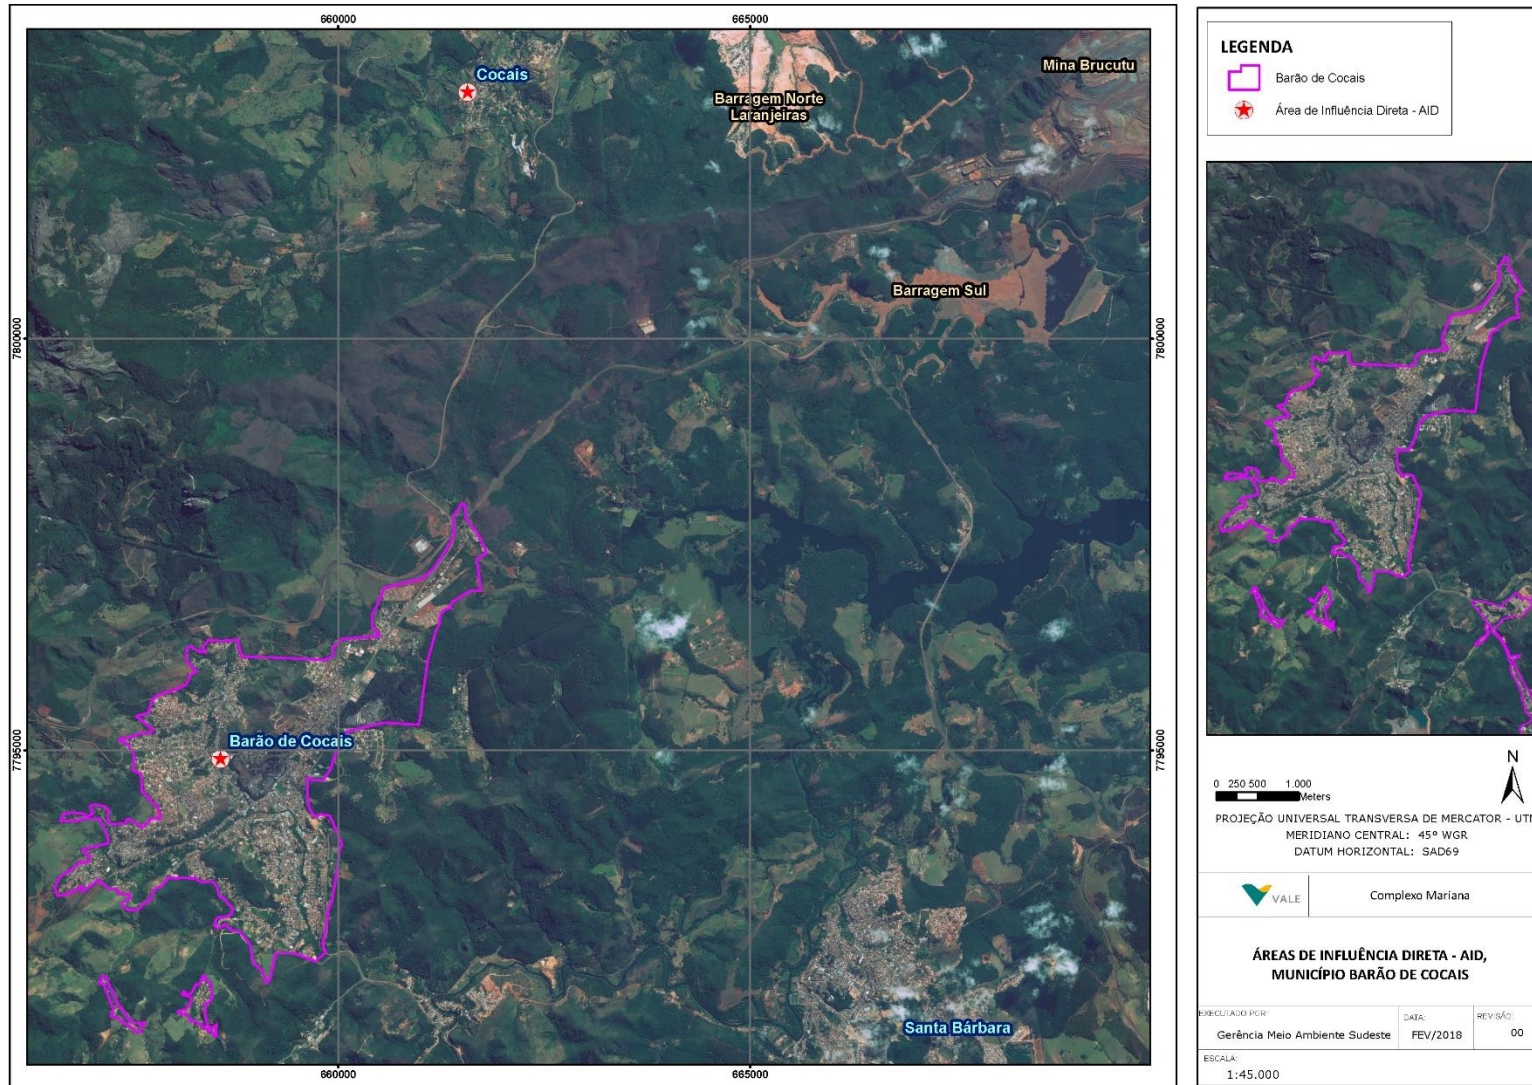 660000
665000
Cocais
Mina Brucutu
Barragem Norte
Laranjeiras
Barragem Sul
7800000
7800000
Barão de Cocais
7795000
7795000
Santa Bárbara
660000
665000
LEGENDA
Barão de Cocais
Área de Influência Direta - AID
N
0 250 500 1.000
Meters
PROJEÇÃO UNIVERSAL TRANSVERSA DE MERCATOR - UTM
MERIDIANO CENTRAL: 45º WGR
DATUM HORIZONTAL: SAD69
VALE
Complexo Mariana
ÁREAS DE INFLUÊNCIA DIRETA - AID,
MUNICÍPIO BARÃO DE COCAIS
EXECUTADO POR:
DATA:
REVISÃO:
Gerência Meio Ambiente Sudeste
FEV/2018
00
ESCALA:
1:45.000